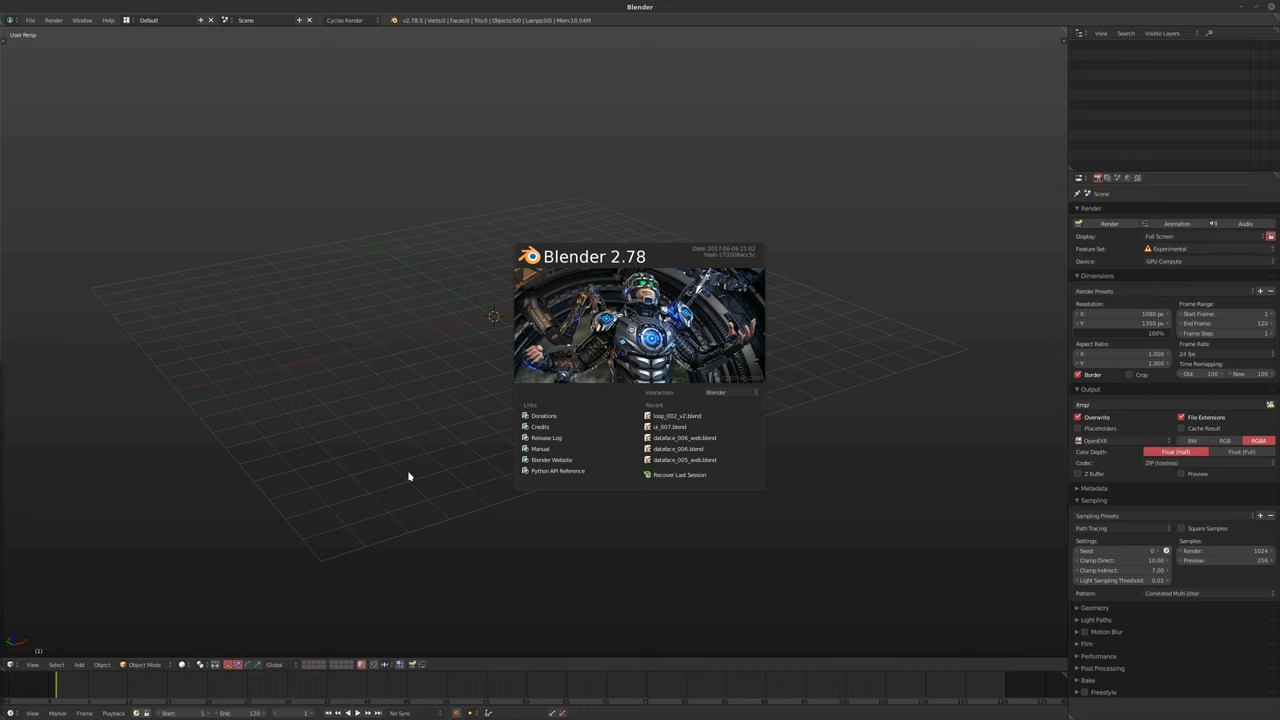 Blender
File Render Window Help Default Scene Cycles Render v2.78.5 | Verts:0 | Faces:0 | Tris:0 | Objects:0/0 | Lamps:0/0 | Mem:10.04M
User Persp
View Search Visible Layers
Scene
Render
Render Animation Audio
Display: Full Screen
Feature Set: Experimental
Device: GPU Compute
Dimensions
Render Presets
Resolution: Frame Range:
X: 1080 px Start Frame: 1
Y: 1350 px End Frame: 120
100% Frame Step: 1
Aspect Ratio: Frame Rate:
X: 1.000 24 fps
Y: 1.000 Time Remapping:
Border Crop Old: 100 New: 100
Output
/tmp/
Overwrite File Extensions
Placeholders Cache Result
OpenEXR BW RGB RGBA
Color Depth: Float (Half) Float (Full)
Codec: ZIP (lossless)
Z Buffer Preview
Metadata
Sampling
Sampling Presets
Path Tracing Square Samples
Settings: Samples:
Seed: 0 Render: 1024
Clamp Direct: 10.00 Preview: 256
Clamp Indirect: 7.00
Light Sampling Threshold: 0.01
Pattern: Correlated Multi-Jitter
Geometry
Light Paths
Motion Blur
Film
Performance
Post Processing
Bake
Freestyle
Blender 2.78
Date: 2017-06-09 21:02
Hash: c73206acc5c
Interaction: Blender
Links Recent
Donations loop_002_v2.blend
Credits ui_007.blend
Release Log dataface_006_web.blend
Manual dataface_006.blend
Blender Website dataface_005_web.blend
Python API Reference Recover Last Session
(1)
View Select Add Object Object Mode Global
View Marker Frame Playback Start: 1 End: 120 1 No Sync